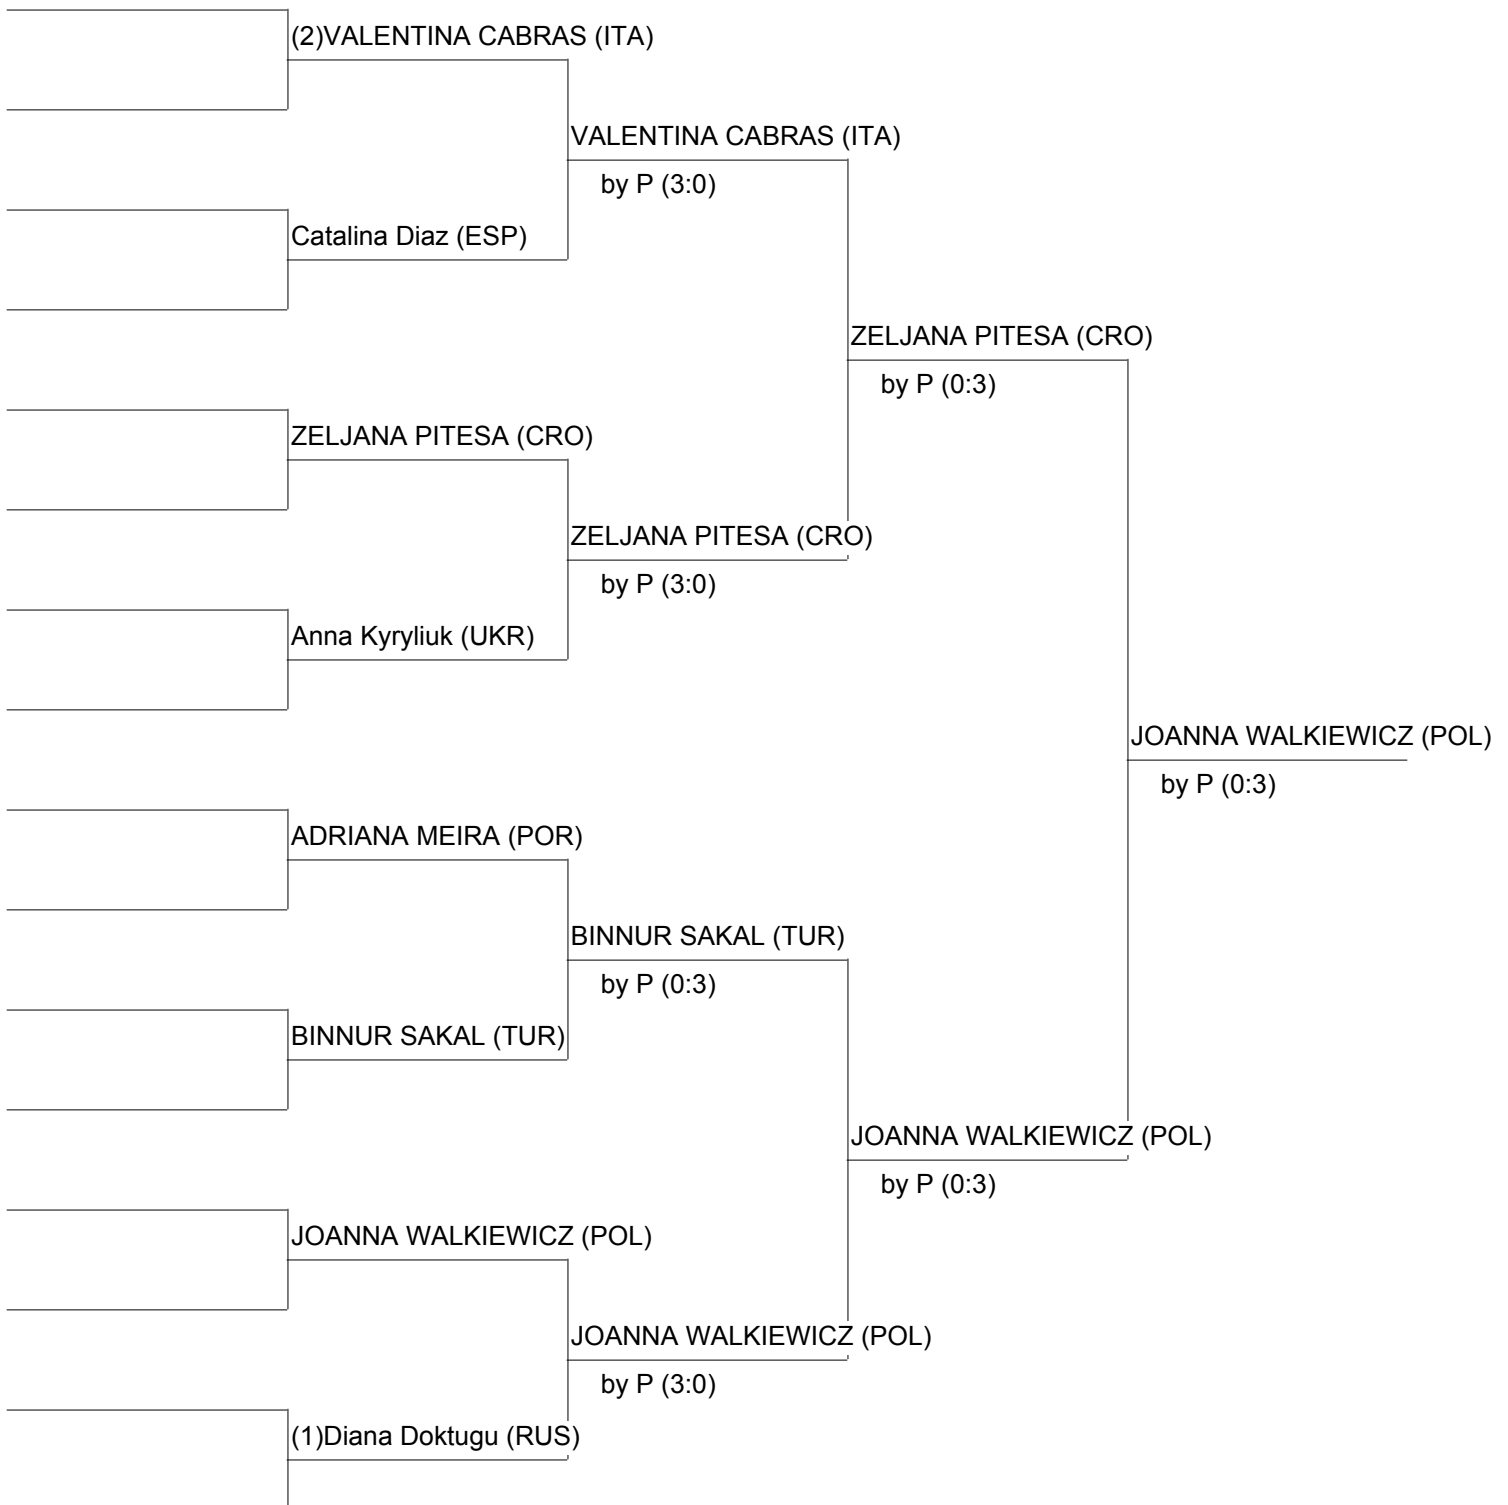 (2)VALENTINA CABRAS (ITA)
VALENTINA CABRAS (ITA)
by P (3:0)
Catalina Diaz (ESP)
ZELJANA PITESA (CRO)
by P (0:3)
ZELJANA PITESA (CRO)
ZELJANA PITESA (CRO)
by P (3:0)
Anna Kyryliuk (UKR)
JOANNA WALKIEWICZ (POL)
by P (0:3)
ADRIANA MEIRA (POR)
BINNUR SAKAL (TUR)
by P (0:3)
BINNUR SAKAL (TUR)
JOANNA WALKIEWICZ (POL)
by P (0:3)
JOANNA WALKIEWICZ (POL)
JOANNA WALKIEWICZ (POL)
by P (3:0)
(1)Diana Doktugu (RUS)